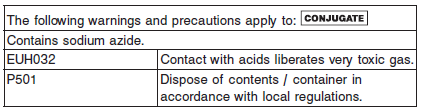 The following warnings and precautions apply to: CONJUGATE
Contains sodium azide.
EUH032 Contact with acids liberates very toxic gas.
P501 Dispose of contents / container in
accordance with local regulations.